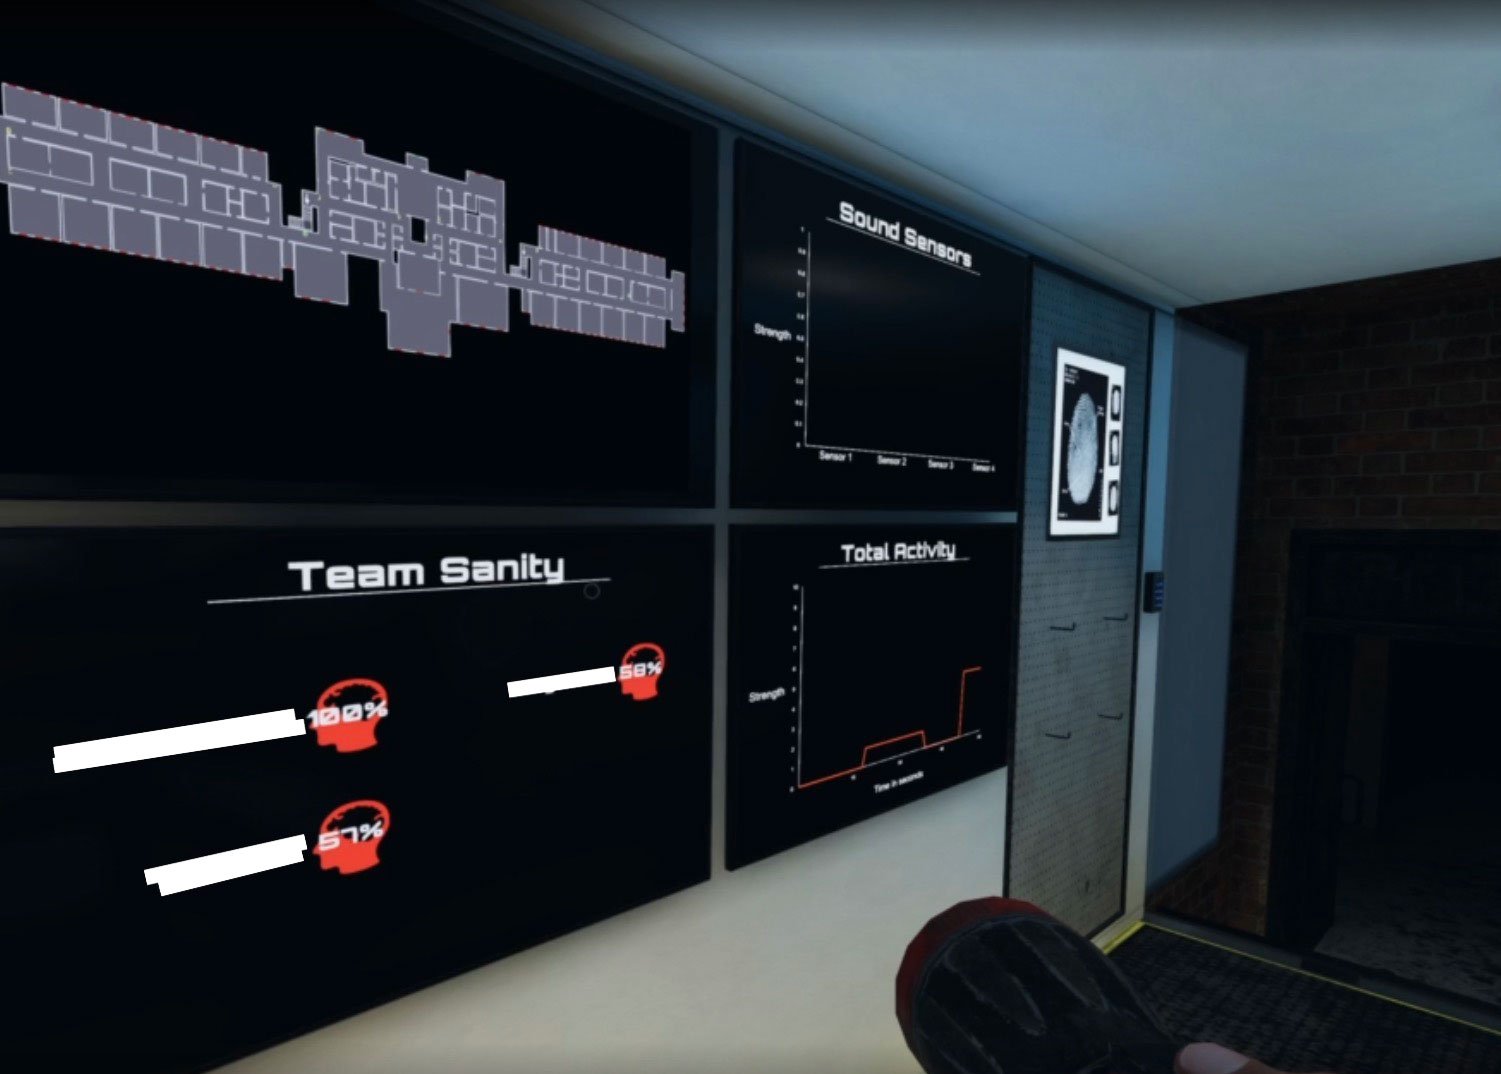 Sound Sensors
Strength
Sensor 1 Sensor 2 Sensor 3 Sensor 4
Team Sanity
100%
58%
57%
Total Activity
Strength
Time in seconds